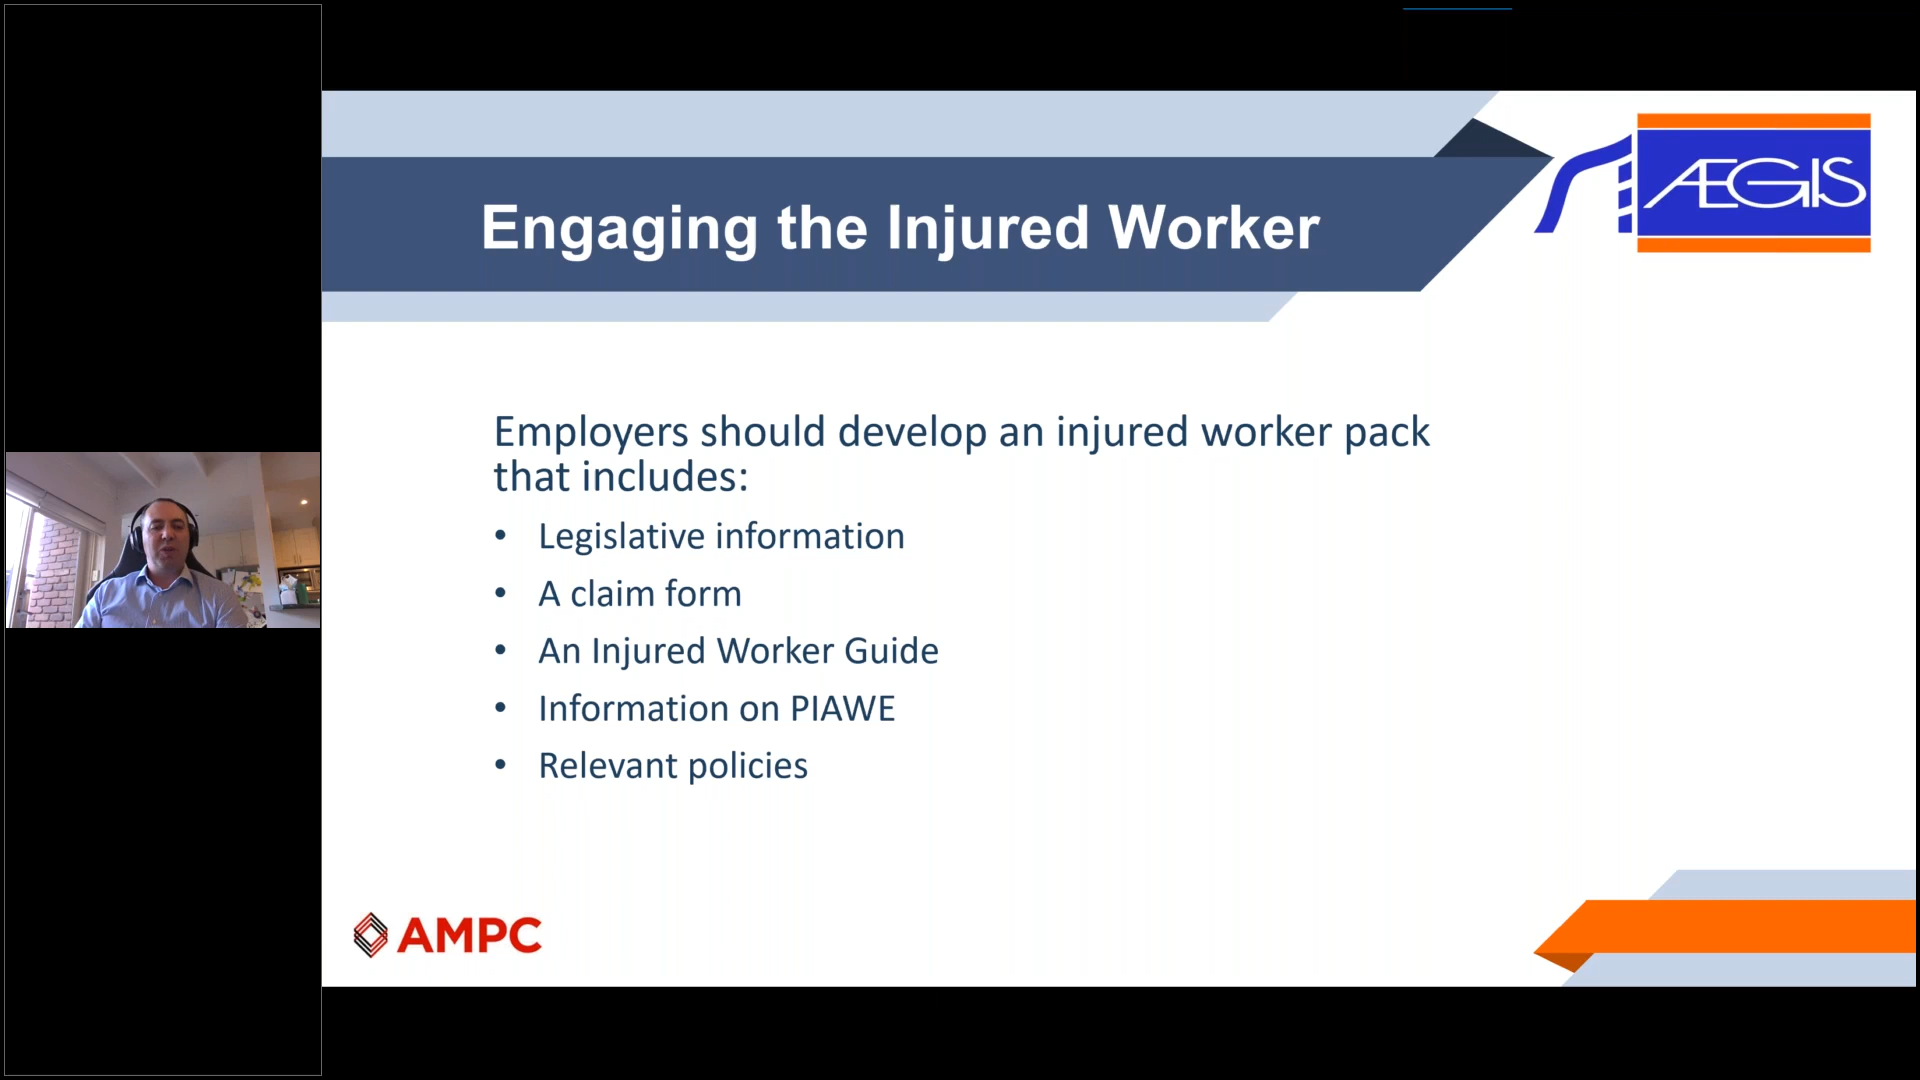 ÆGIS
Engaging the Injured Worker
Employers should develop an injured worker pack
that includes:
• Legislative information
• A claim form
• An Injured Worker Guide
• Information on PIAWE
• Relevant policies
AMPC